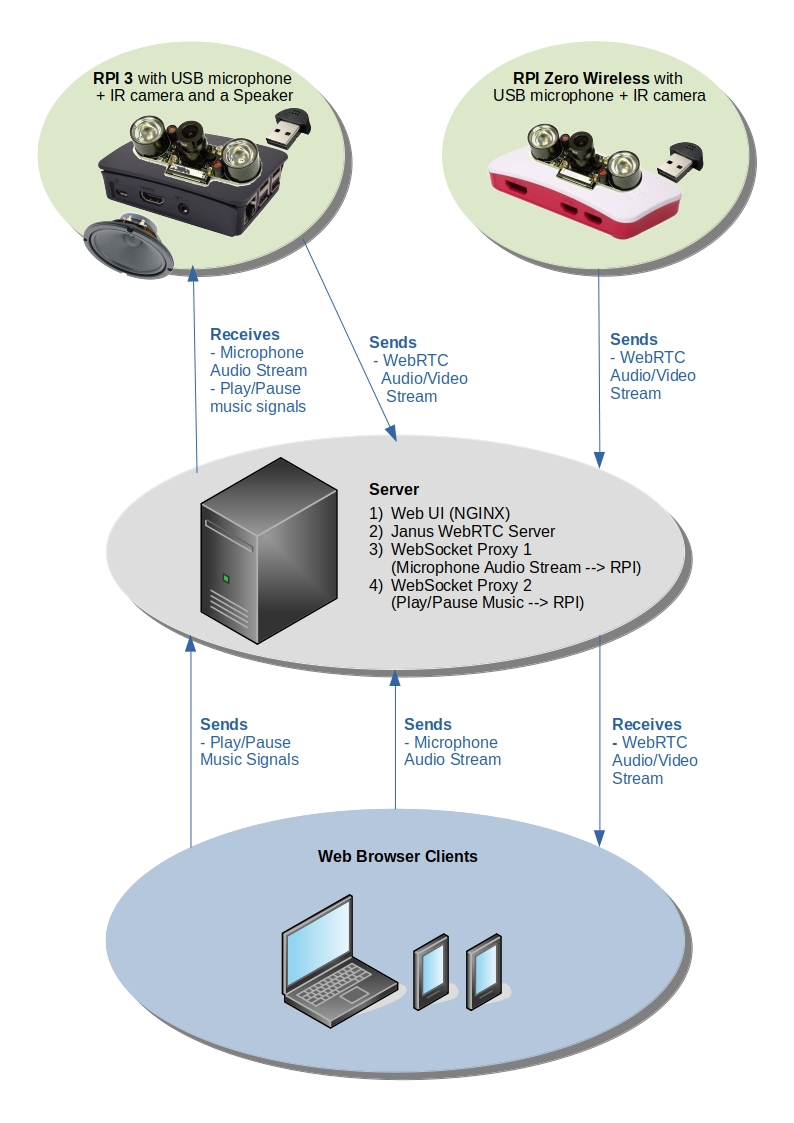 RPI 3 with USB microphone
+ IR camera and a Speaker
RPI Zero Wireless with
USB microphone + IR camera
Receives
- Microphone
Audio Stream
- Play/Pause
music signals
Sends
- WebRTC
Audio/Video
Stream
Sends
- WebRTC
Audio/Video
Stream
Server
1) Web UI (NGINX)
2) Janus WebRTC Server
3) WebSocket Proxy 1
(Microphone Audio Stream --> RPI)
4) WebSocket Proxy 2
(Play/Pause Music --> RPI)
Sends
- Play/Pause
Music Signals
Sends
- Microphone
Audio Stream
Receives
- WebRTC
Audio/Video
Stream
Web Browser Clients